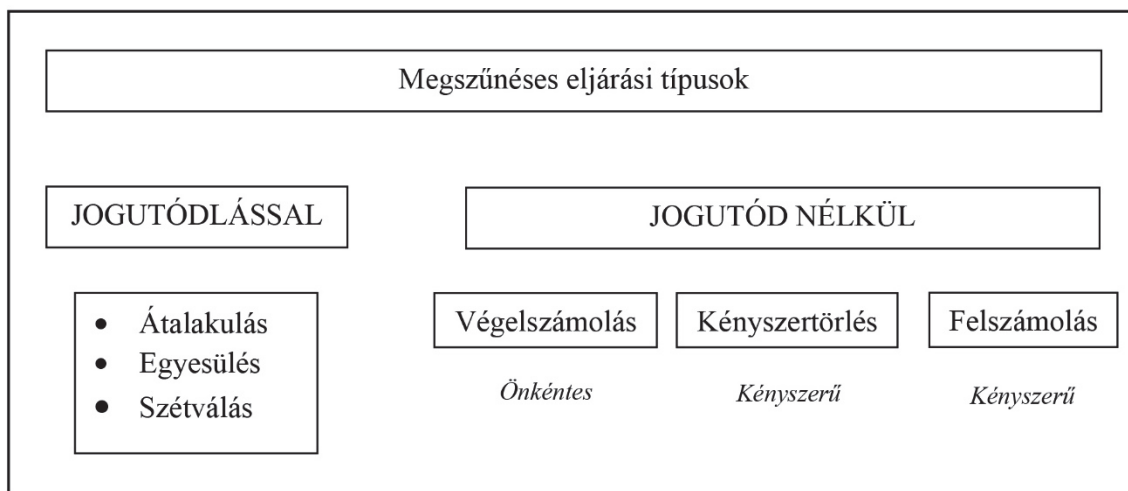 Megszűnéses eljárási típusok
JOGUTÓDLÁSSAL
JOGUTÓD NÉLKÜL
• Átalakulás
• Egyesülés
• Szétválás
Végelszámolás
Kényszertörlés
Felszámolás
Önkéntes
Kényszerű
Kényszerű